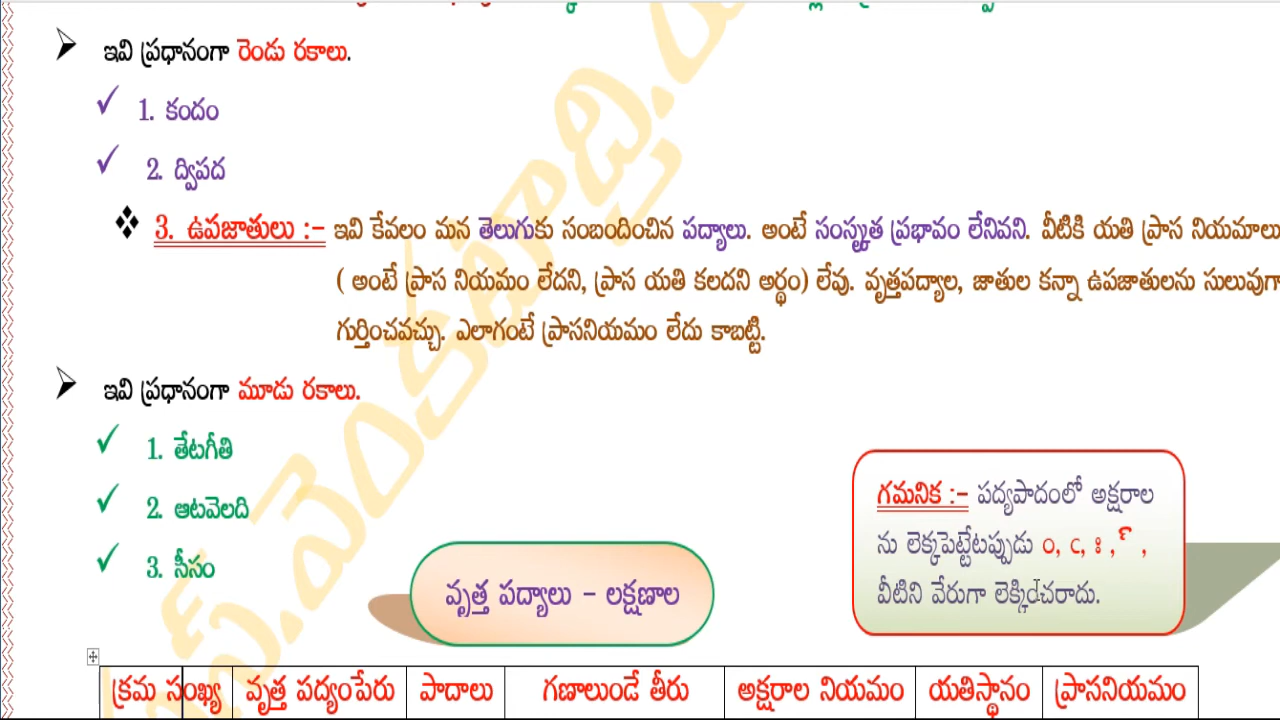 ఇవి ప్రధానంగా రెండు రకాలు.
1. కందం
2. ద్విపద
3. ఉపజాతులు :- ఇవి కేవలం మన తెలుగుకు సంబందించిన పద్యాలు. అంటే సంస్కృత ప్రభావం లేనివని. వీటికి యతి ప్రాస నియమాలు
( అంటే ప్రాస నియమం లేదని, ప్రాస యతి కలదని అర్థం) లేవు. వృత్తపద్యాల, జాతుల కన్నా ఉపజాతులను సులువుగా
గుర్తించవచ్చు. ఎలాగంటే ప్రాసనియమం లేదు కాబట్టి.
ఇవి ప్రధానంగా మూడు రకాలు.
1. తేటగీతి
2. ఆటవెలది
3. సీసం
గమనిక :- పద్యపాదంలో అక్షరాల
ను లెక్కపెట్టేటప్పుడు ం, ఁ, ః , ,
వీటిని వేరుగా లెక్కించరాదు.
వృత్త పద్యాలు - లక్షణాల
క్రమ సంఖ్య వృత్త పద్యంపేరు పాదాలు గణాలుండే తీరు అక్షరాల నియమం యతిస్థానం ప్రాసనియమం